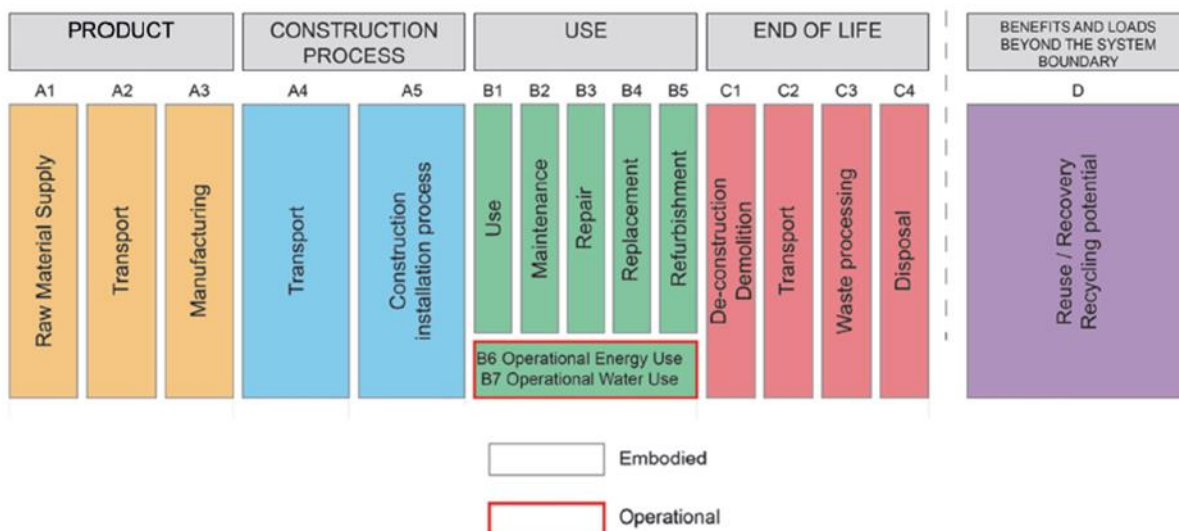 PRODUCT
CONSTRUCTION
PROCESS
USE
END OF LIFE
BENEFITS AND LOADS
BEYOND THE SYSTEM
BOUNDARY
A1
A2
A3
A4
A5
B1
B2
B3
B4
B5
C1
C2
C3
C4
D
Raw Material Supply
Transport
Manufacturing
Transport
Construction
installation process
Use
Maintenance
Repair
Replacement
Refurbishment
De-construction
Demolition
Transport
Waste processing
Disposal
Reuse / Recovery
Recycling potential
B6 Operational Energy Use
B7 Operational Water Use
Embodied
Operational